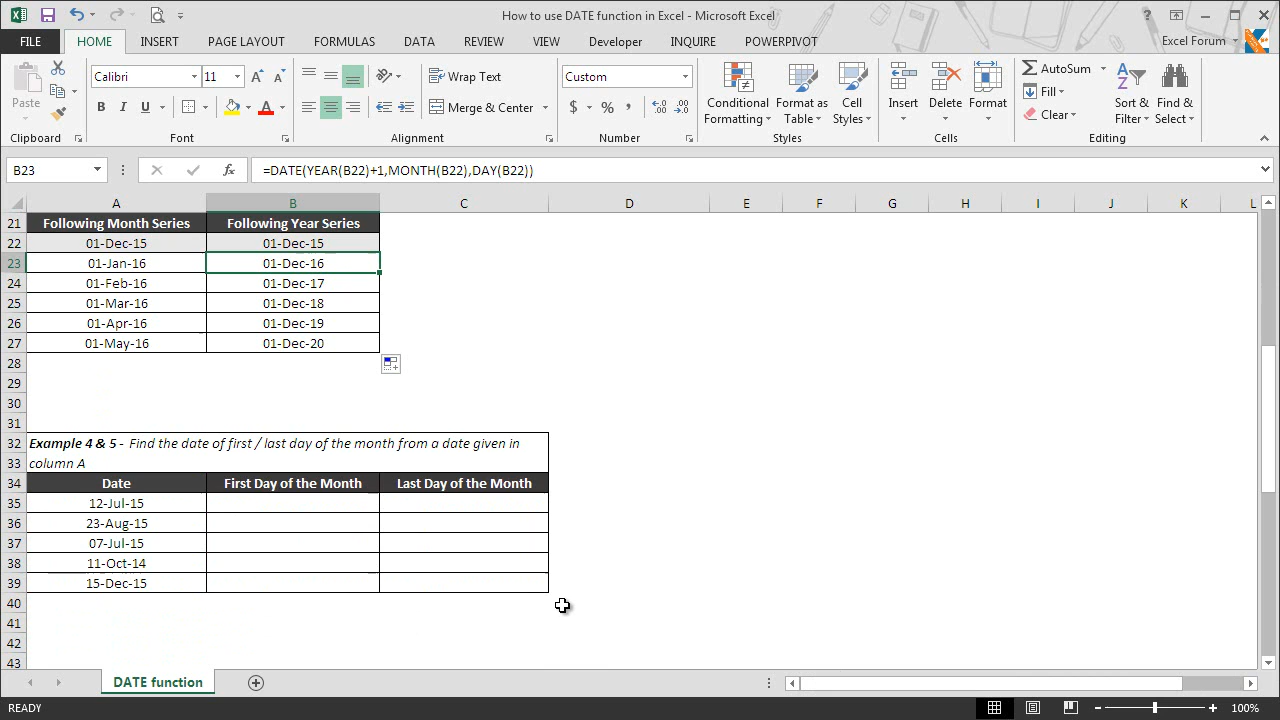 How to use DATE function in Excel - Microsoft Excel
FILE HOME INSERT PAGE LAYOUT FORMULAS DATA REVIEW VIEW Developer INQUIRE POWERPIVOT Excel Forum
Paste
Calibri 11
B I U
Wrap Text
Merge & Center
Custom
$ % ,
Conditional Formatting
Format as Table
Cell Styles
Insert
Delete
Format
AutoSum
Fill
Clear
Sort & Filter
Find & Select
Clipboard Font Alignment Number Styles Cells Editing
B23 fx =DATE(YEAR(B22)+1,MONTH(B22),DAY(B22))
A B C D E F G H I J K L
21 Following Month Series Following Year Series
22 01-Dec-15 01-Dec-15
23 01-Jan-16 01-Dec-16
24 01-Feb-16 01-Dec-17
25 01-Mar-16 01-Dec-18
26 01-Apr-16 01-Dec-19
27 01-May-16 01-Dec-20
28
29
30
31
32 Example 4 & 5 - Find the date of first / last day of the month from a date given in
33 column A
34 Date First Day of the Month Last Day of the Month
35 12-Jul-15
36 23-Aug-15
37 07-Jul-15
38 11-Oct-14
39 15-Dec-15
40
41
42
43
DATE function
READY 100%